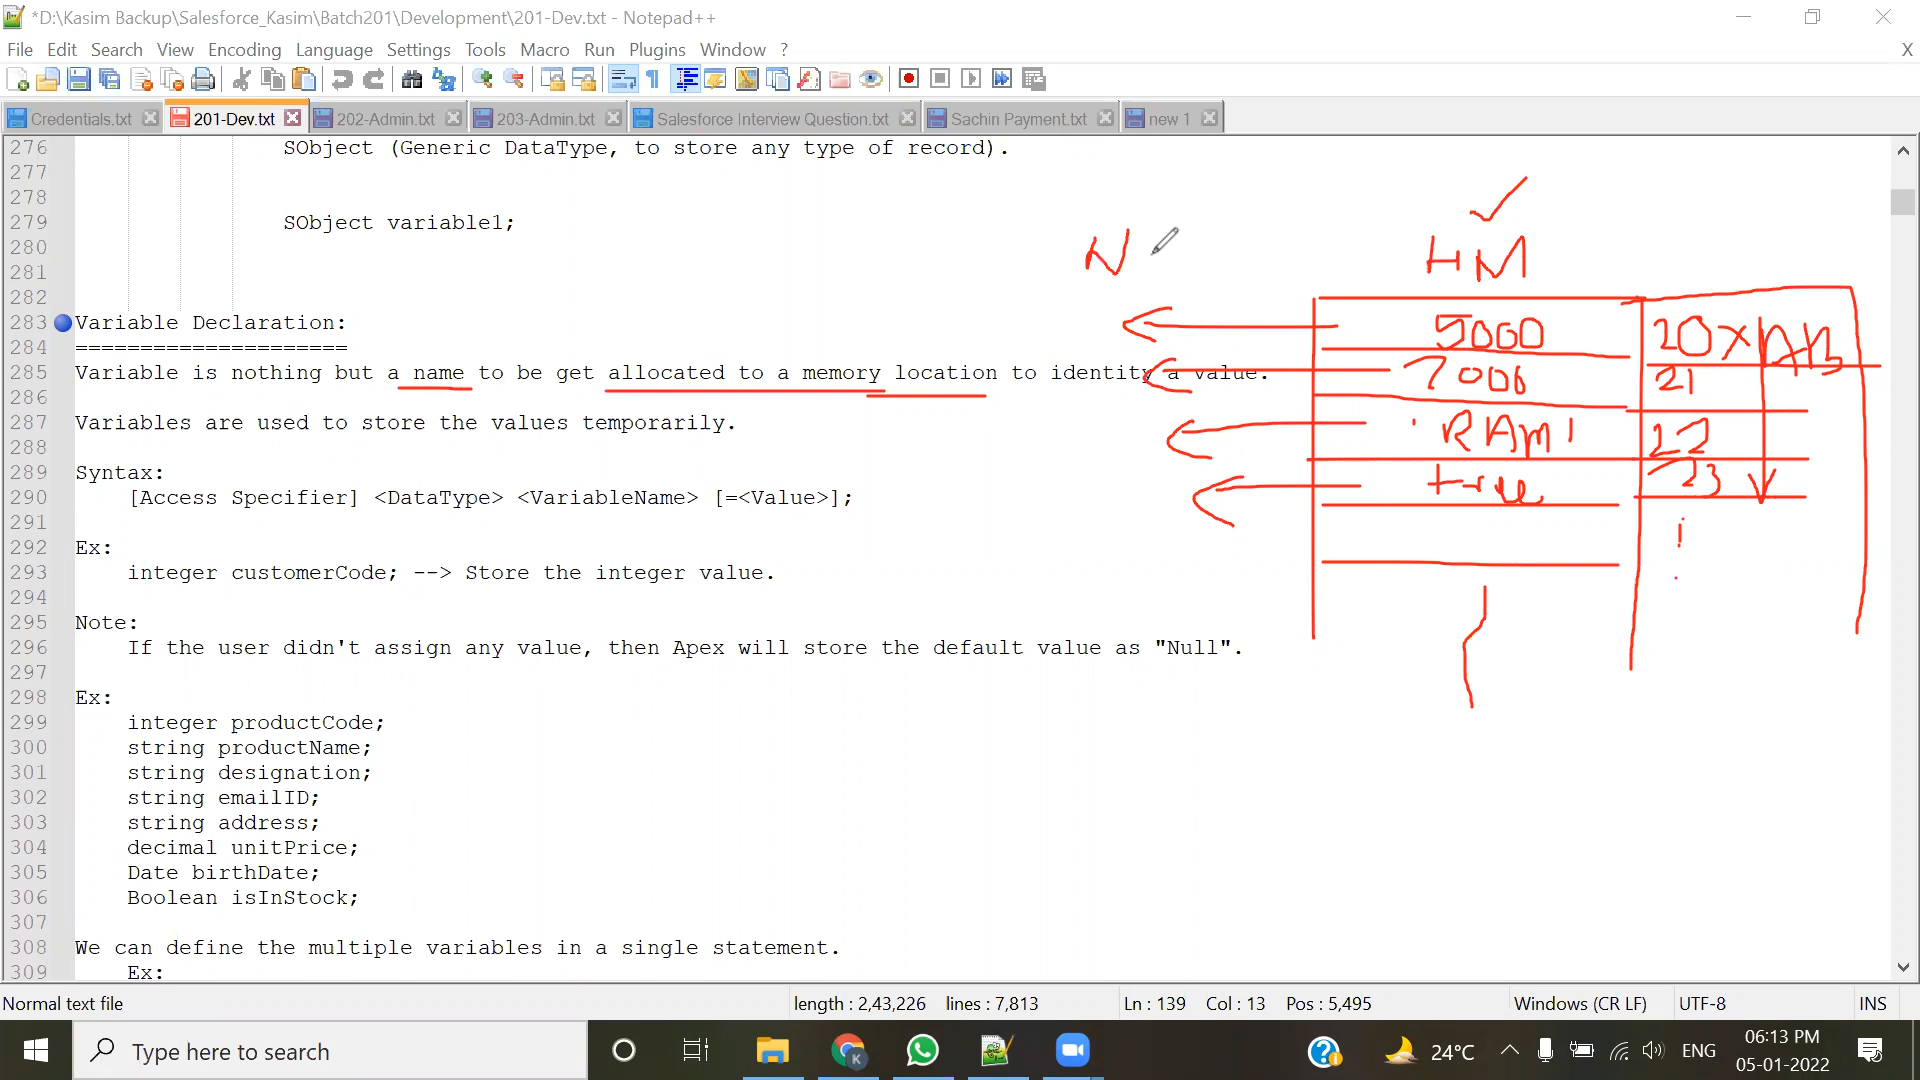 *D:\Kasim Backup\Salesforce_Kasim\Batch201\Development\201-Dev.txt - Notepad++
File Edit Search View Encoding Language Settings Tools Macro Run Plugins Window ? X
Credentials.txt 201-Dev.txt 202-Admin.txt 203-Admin.txt Salesforce Interview Question.txt Sachin Payment.txt new 1
276 SObject (Generic DataType, to store any type of record).
277
278
279 SObject variable1;
280
281
282
283 Variable Declaration:
284 =====================
285 Variable is nothing but a name to be get allocated to a memory location to identity a value.
286
287 Variables are used to store the values temporarily.
288
289 Syntax:
290 [Access Specifier] <DataType> <VariableName> [=<Value>];
291
292 Ex:
293 integer customerCode; --> Store the integer value.
294
295 Note:
296 If the user didn't assign any value, then Apex will store the default value as "Null".
297
298 Ex:
299 integer productCode;
300 string productName;
301 string designation;
302 string emailID;
303 string address;
304 decimal unitPrice;
305 Date birthDate;
306 Boolean isInStock;
307
308 We can define the multiple variables in a single statement.
309 Ex:
N HM
5000 20XAB
7000 21
RAM 22
true 23
Normal text file length : 2,43,226 lines : 7,813 Ln : 139 Col : 13 Pos : 5,495 Windows (CR LF) UTF-8 INS
Type here to search K 24°C ENG 06:13 PM
05-01-2022